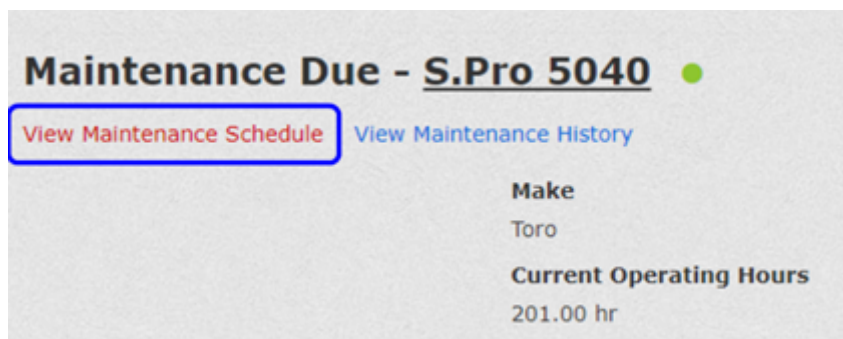 Maintenance Due - S.Pro 5040
View Maintenance Schedule View Maintenance History
Make
Toro
Current Operating Hours
201.00 hr